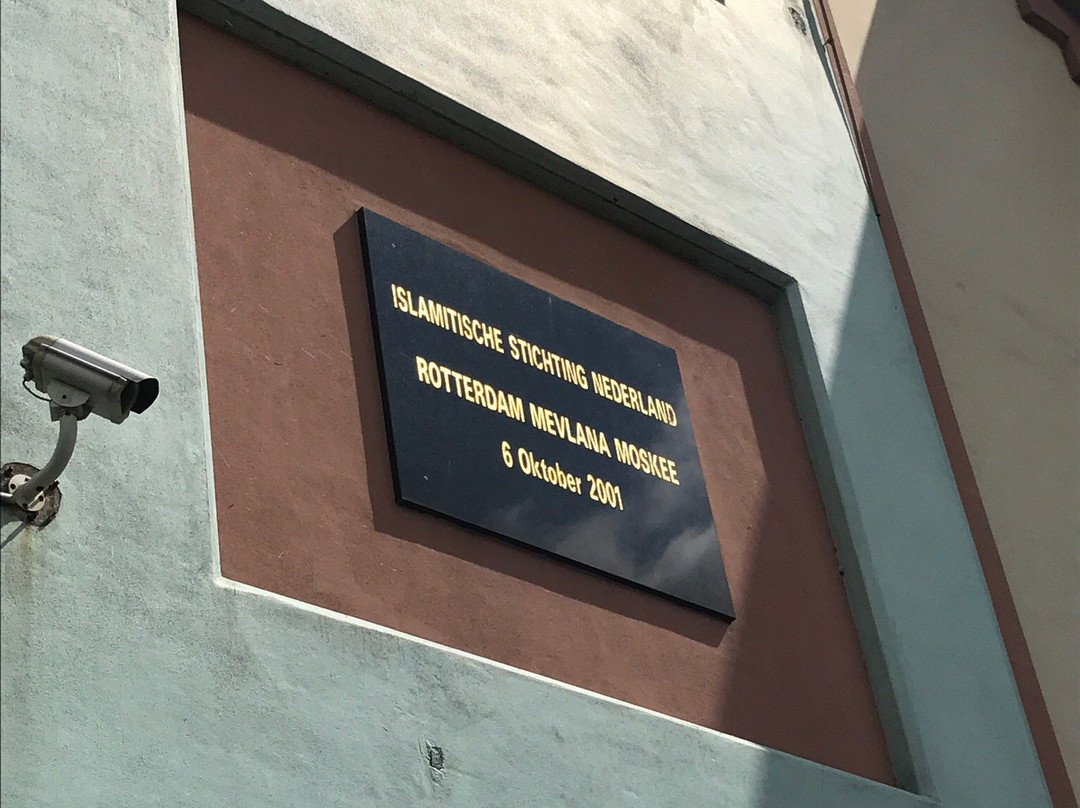 ISLAMITISCHE STICHTING NEDERLAND
ROTTERDAM MEVLANA MOSKEE
6 Oktober 2001